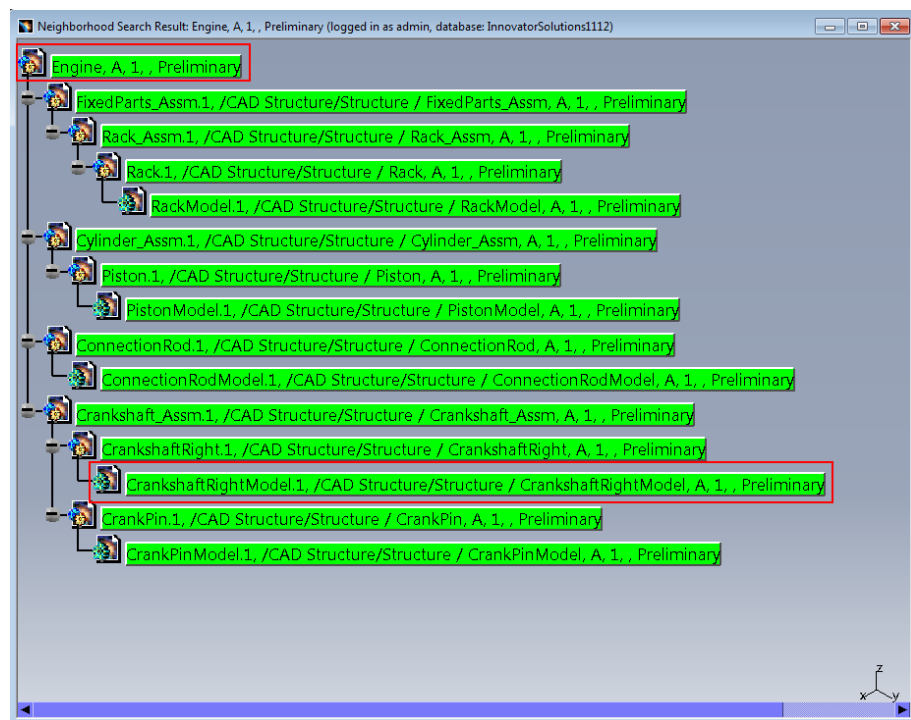 Neighborhood Search Result: Engine, A, 1, , Preliminary (logged in as admin, database: InnovatorSolutions1112)
Engine, A, 1, , Preliminary
FixedParts_Assm.1, /CAD Structure/Structure / FixedParts_Assm, A, 1, , Preliminary
Rack_Assm.1, /CAD Structure/Structure / Rack_Assm, A, 1, , Preliminary
Rack.1, /CAD Structure/Structure / Rack, A, 1, , Preliminary
RackModel.1, /CAD Structure/Structure / RackModel, A, 1, , Preliminary
Cylinder_Assm.1, /CAD Structure/Structure / Cylinder_Assm, A, 1, , Preliminary
Piston.1, /CAD Structure/Structure / Piston, A, 1, , Preliminary
PistonModel.1, /CAD Structure/Structure / PistonModel, A, 1, , Preliminary
ConnectionRod.1, /CAD Structure/Structure / ConnectionRod, A, 1, , Preliminary
ConnectionRodModel.1, /CAD Structure/Structure / ConnectionRodModel, A, 1, , Preliminary
Crankshaft_Assm.1, /CAD Structure/Structure / Crankshaft_Assm, A, 1, , Preliminary
CrankshaftRight.1, /CAD Structure/Structure / CrankshaftRight, A, 1, , Preliminary
CrankshaftRightModel.1, /CAD Structure/Structure / CrankshaftRightModel, A, 1, , Preliminary
CrankPin.1, /CAD Structure/Structure / CrankPin, A, 1, , Preliminary
CrankPinModel.1, /CAD Structure/Structure / CrankPinModel, A, 1, , Preliminary
z
x y